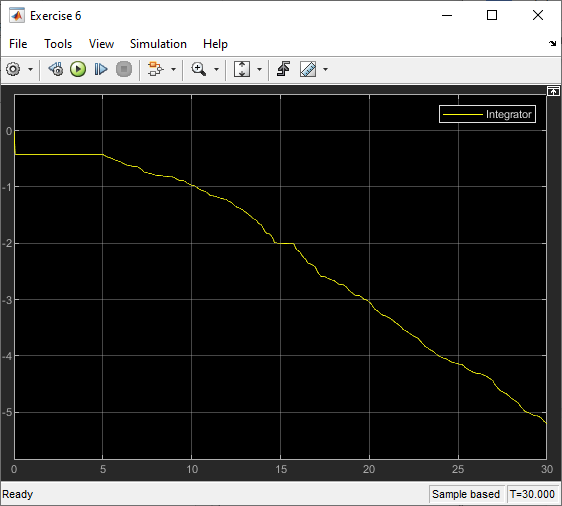 Exercise 6
File Tools View Simulation Help
Integrator
0
-1
-2
-3
-4
-5
0 5 10 15 20 25 30
Ready Sample based T=30.000